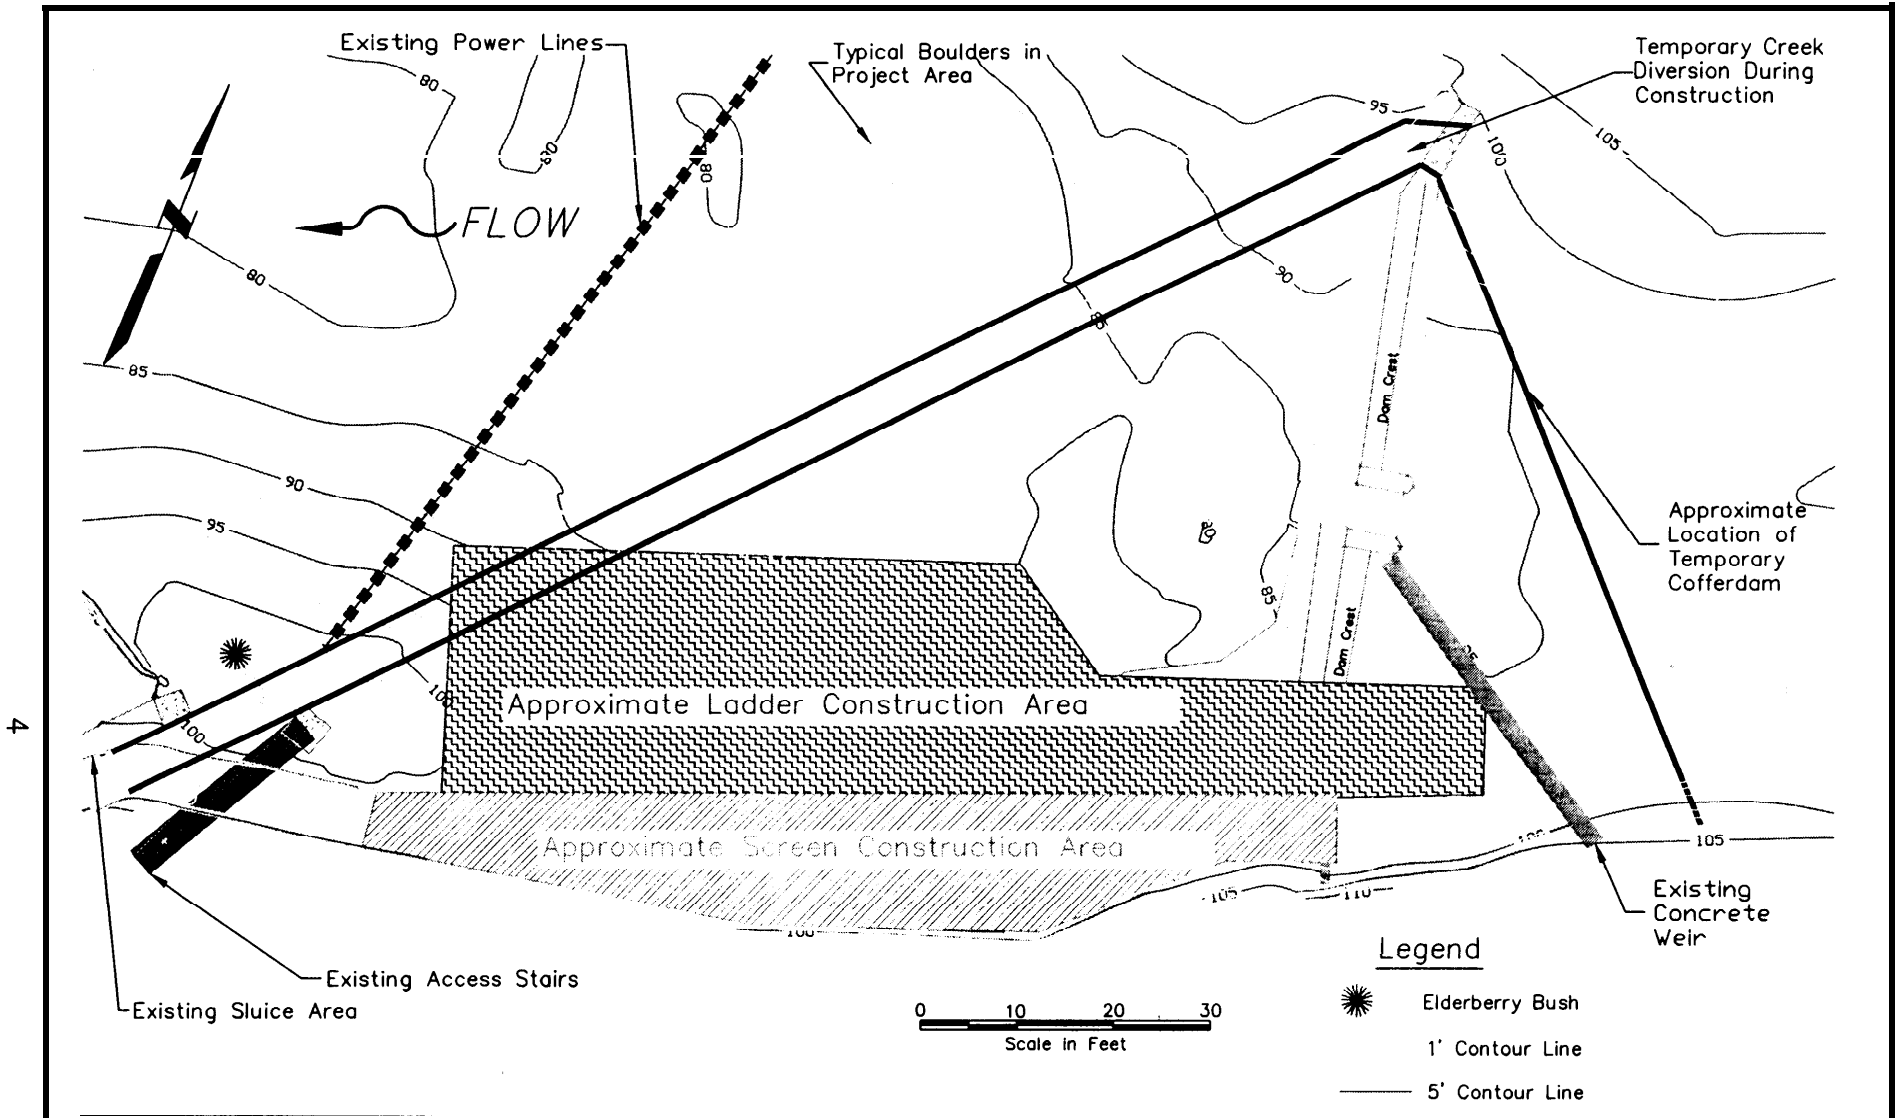 Existing Power Lines
Typical Boulders in
Project Area
Temporary Creek
Diversion During
Construction
80
80
80
95
105
100
FLOW
80
90
85
85
Dam Crest
90
95
Approximate
Location of
Temporary
Cofferdam
80
85
Dam Crest
95
100
Approximate Ladder Construction Area
100
4
Approximate Screen Construction Area
100
105
105
110
100
Existing
Concrete
Weir
Existing Access Stairs
Existing Sluice Area
0 10 20 30
Scale in Feet
Legend
Elderberry Bush
1' Contour Line
5' Contour Line